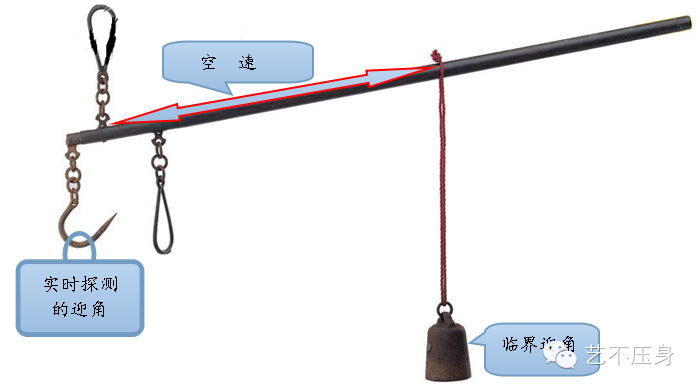 空 速
实时探测
的迎角
临界迎角
艺不压身